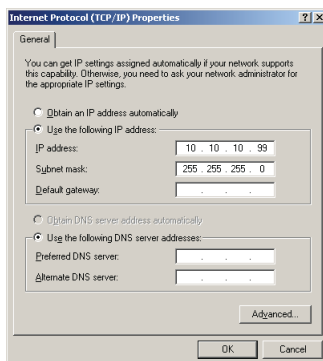 Internet Protocol (TCP/IP) Properties
General
You can get IP settings assigned automatically if your network supports
this capability. Otherwise, you need to ask your network administrator for
the appropriate IP settings.
Obtain an IP address automatically
Use the following IP address:
IP address: 10 . 10 . 10 . 99
Subnet mask: 255 . 255 . 255 . 0
Default gateway: . . .
Obtain DNS server address automatically
Use the following DNS server addresses:
Preferred DNS server: . . .
Alternate DNS server: . . .
Advanced...
OK Cancel